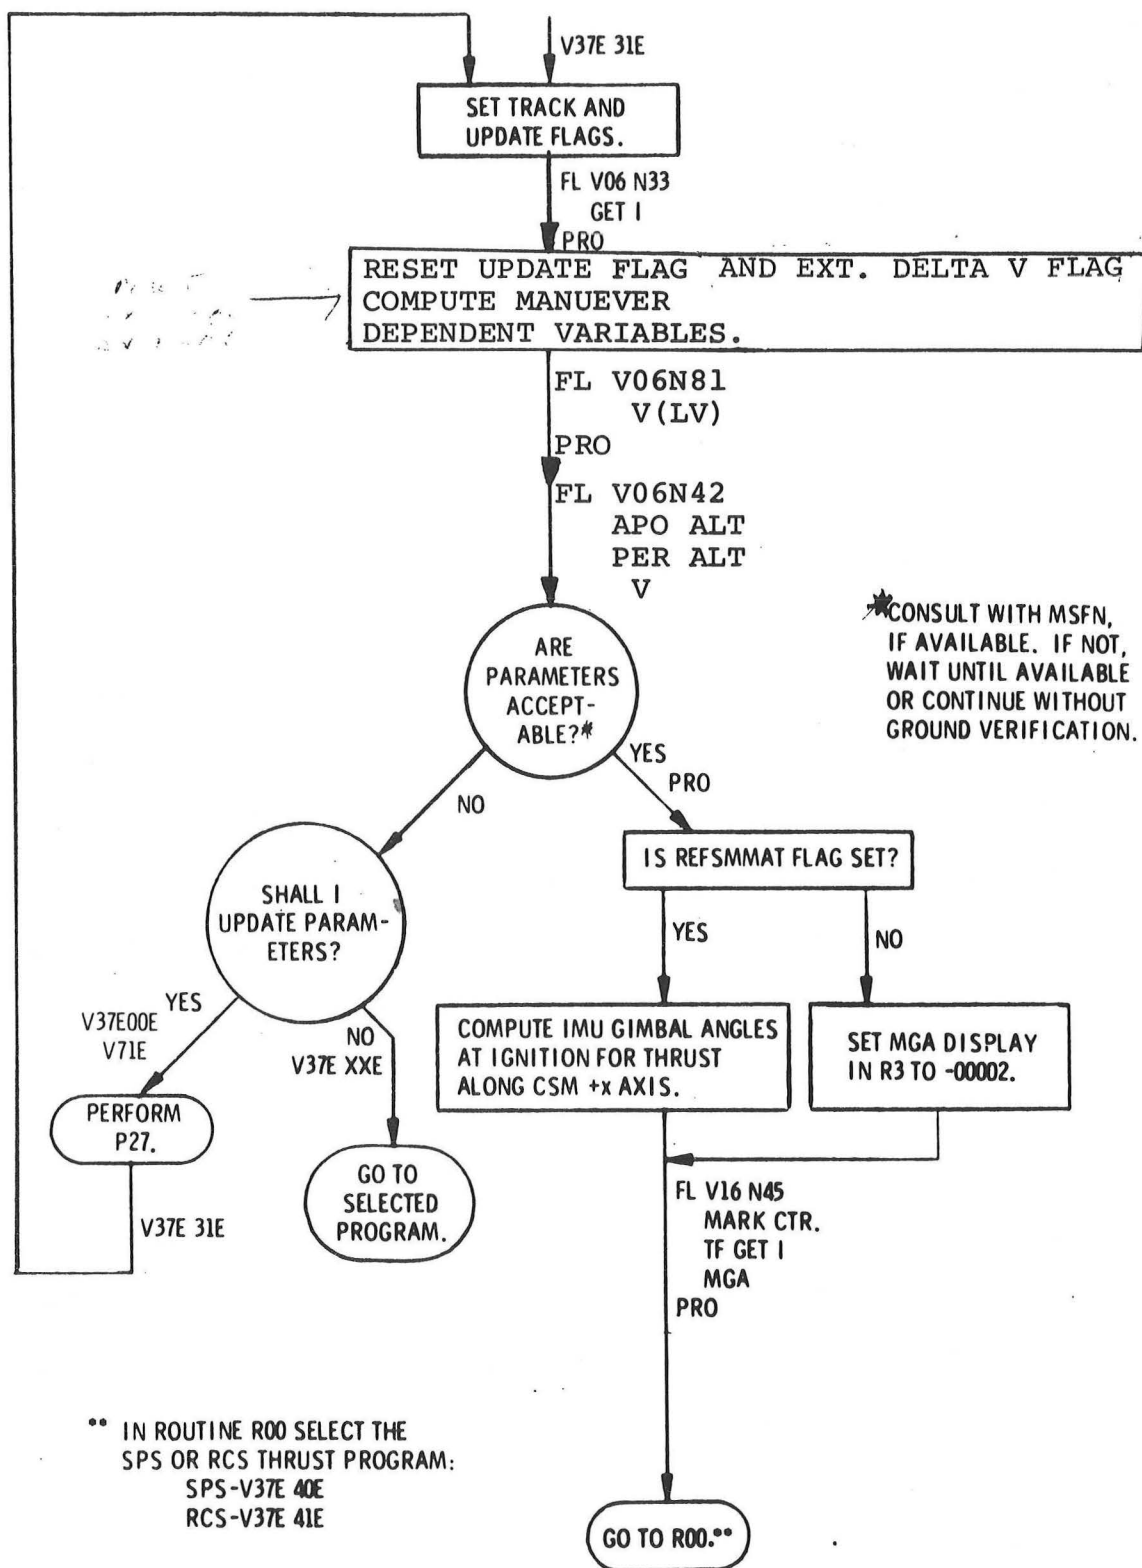 V37E 31E
SET TRACK AND
UPDATE FLAGS.
FL V06 N33
GET I
PRO
RESET UPDATE FLAG AND EXT. DELTA V FLAG
COMPUTE MANUEVER
DEPENDENT VARIABLES.
FL V06N81
V(LV)
PRO
FL V06N42
APO ALT
PER ALT
V
ARE
PARAMETERS
ACCEPT-
ABLE?*
*CONSULT WITH MSFN,
IF AVAILABLE. IF NOT,
WAIT UNTIL AVAILABLE
OR CONTINUE WITHOUT
GROUND VERIFICATION.
YES
PRO
NO
IS REFSMMAT FLAG SET?
SHALL I
UPDATE PARAM-
ETERS?
YES
NO
YES
V37E00E
V71E
NO
V37E XXE
COMPUTE IMU GIMBAL ANGLES
AT IGNITION FOR THRUST
ALONG CSM +x AXIS.
SET MGA DISPLAY
IN R3 TO -00002.
PERFORM
P27.
GO TO
SELECTED
PROGRAM.
V37E 31E
FL V16 N45
MARK CTR.
TF GET I
MGA
PRO
** IN ROUTINE R00 SELECT THE
SPS OR RCS THRUST PROGRAM:
SPS-V37E 40E
RCS-V37E 41E
GO TO R00.**